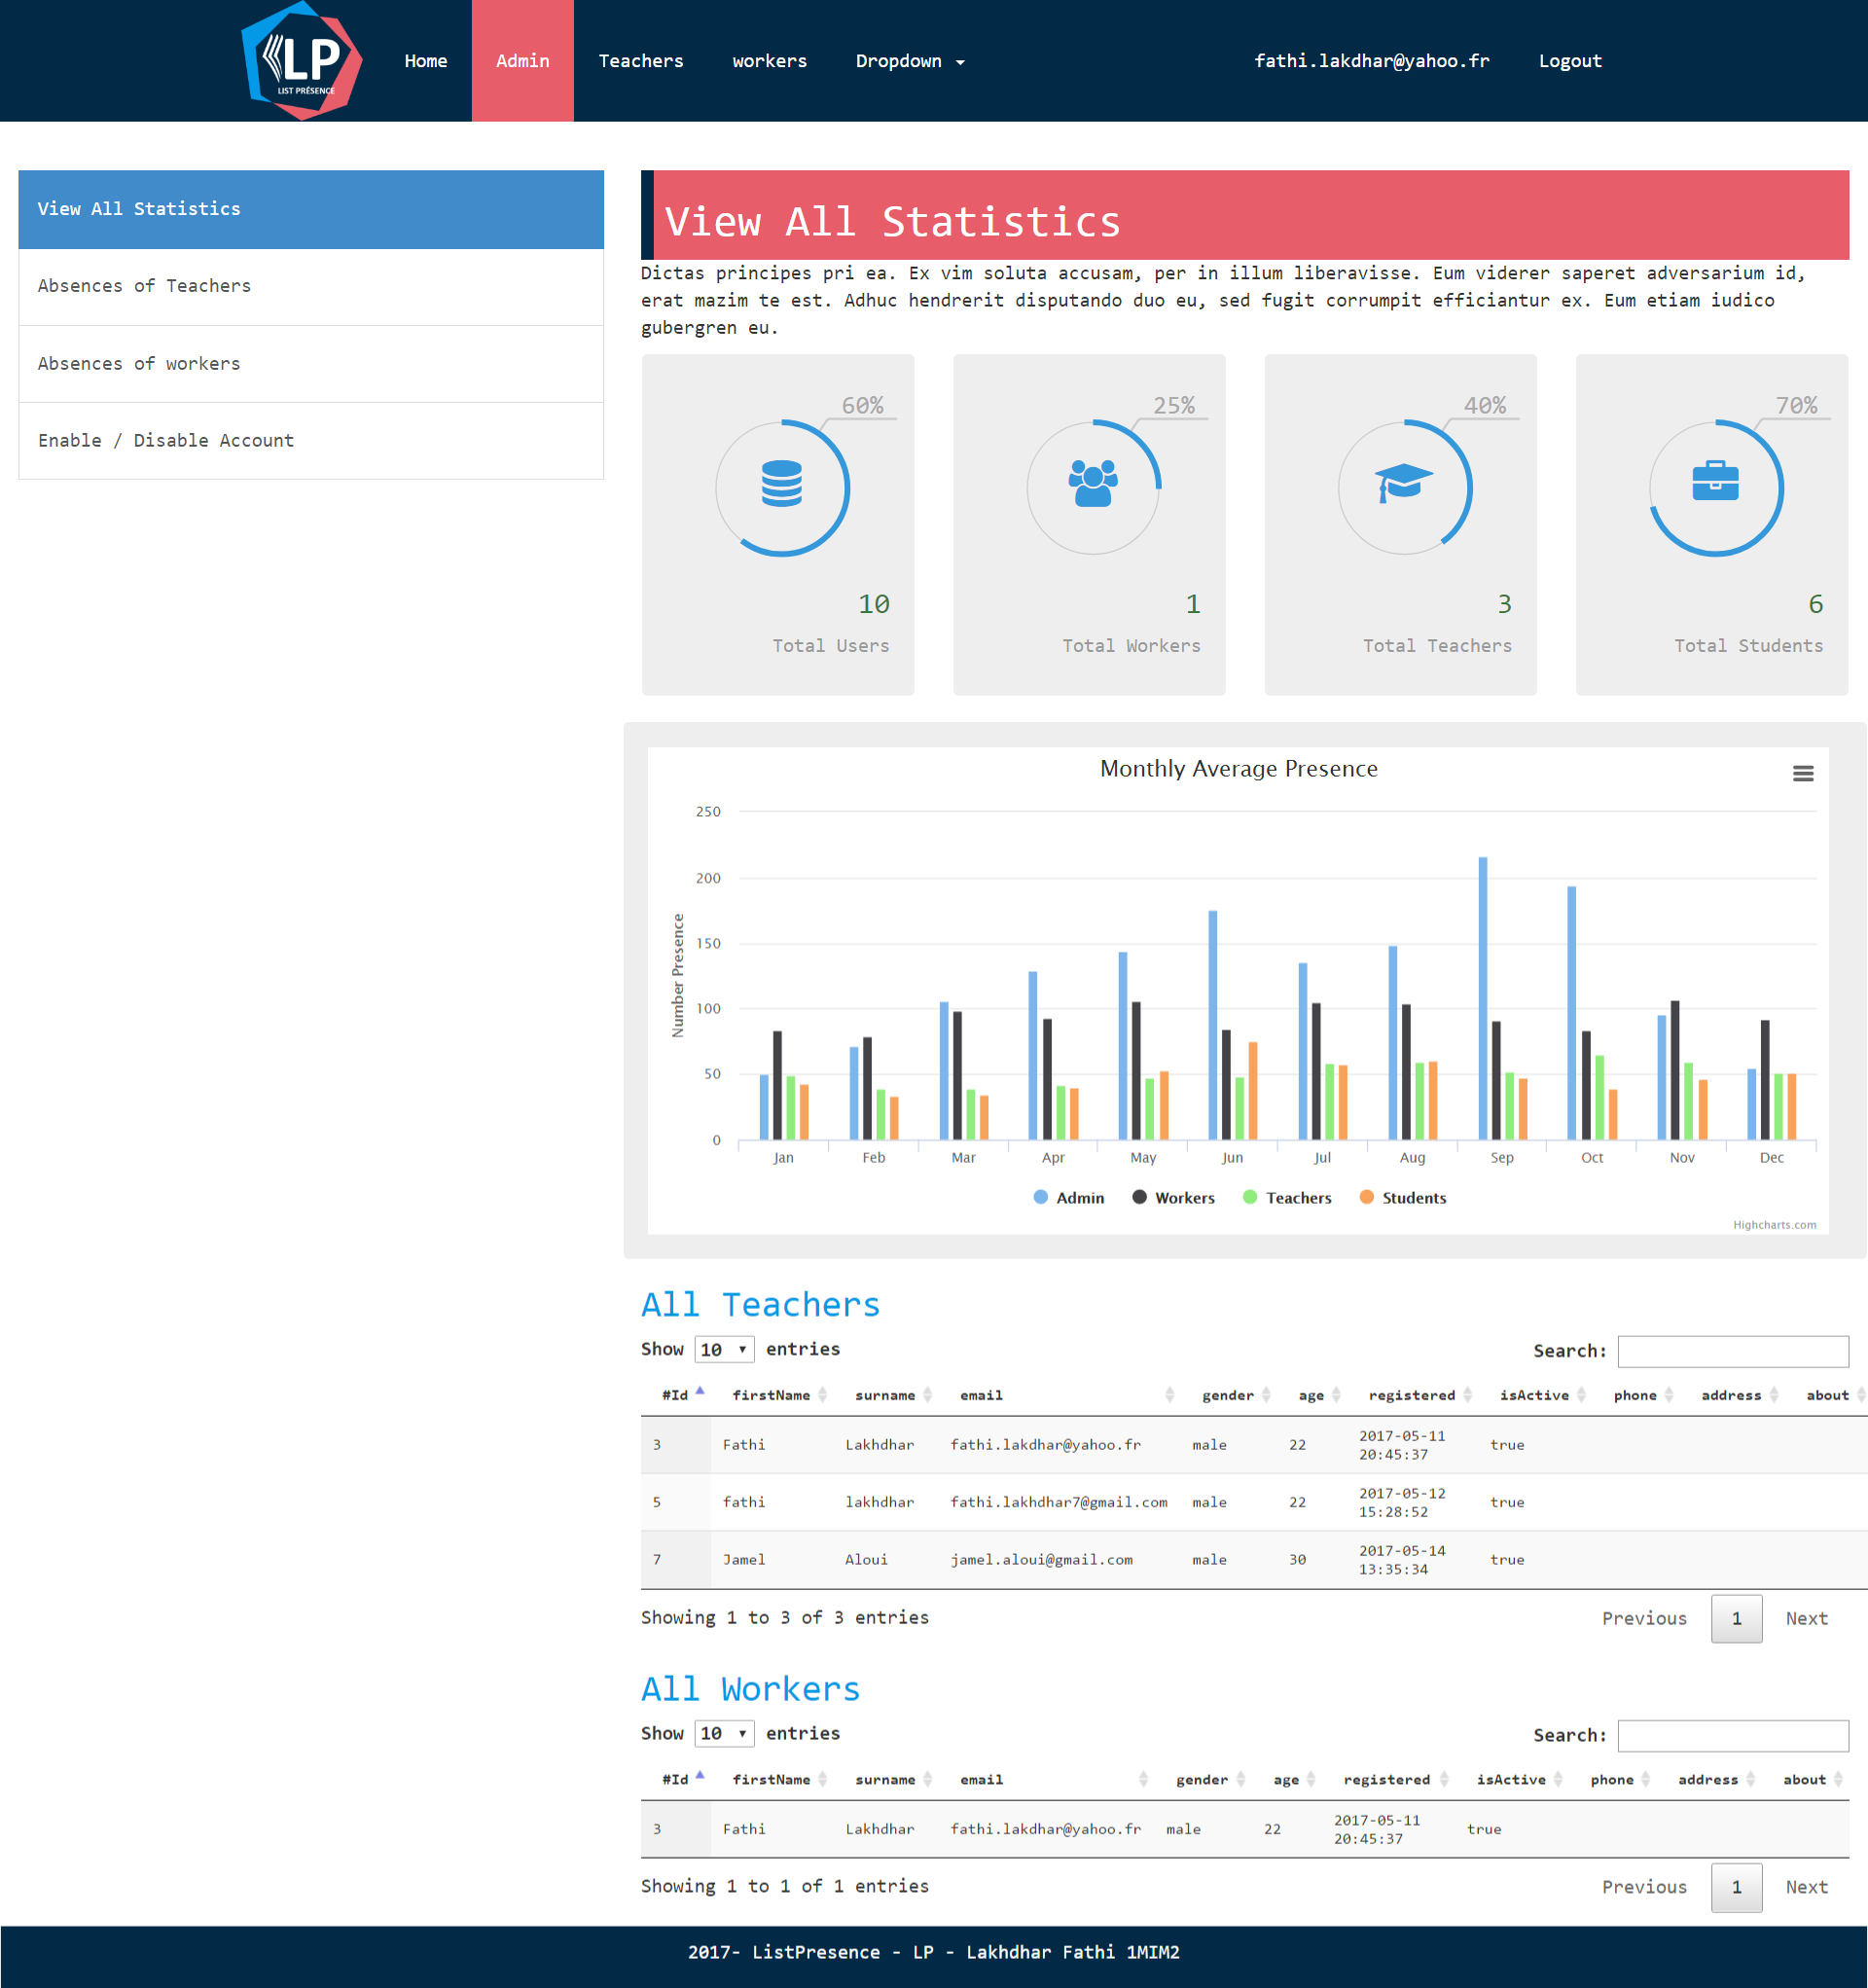 LP
LIST PRÉSENCE
Home
Admin
Teachers
workers
Dropdown
fathi.lakdhar@yahoo.fr
Logout
View All Statistics
Absences of Teachers
Absences of workers
Enable / Disable Account
View All Statistics
Dictas principes pri ea. Ex vim soluta accusam, per in illum liberavisse. Eum viderer saperet adversarium id,
erat mazim te est. Adhuc hendrerit disputando duo eu, sed fugit corrumpit efficiantur ex. Eum etiam iudico
gubergren eu.
60%
10
Total Users
25%
1
Total Workers
40%
3
Total Teachers
70%
6
Total Students
Monthly Average Presence
Number Presence
250
200
150
100
50
0
Jan Feb Mar Apr May Jun Jul Aug Sep Oct Nov Dec
Admin Workers Teachers Students
Highcharts.com
All Teachers
Show 10 entries
Search:
#Id firstName surname email gender age registered isActive phone address about
3 Fathi Lakhdhar fathi.lakdhar@yahoo.fr male 22 2017-05-11 true
20:45:37
5 fathi lakhdhar fathi.lakhdhar7@gmail.com male 22 2017-05-12 true
15:28:52
7 Jamel Aloui jamel.aloui@gmail.com male 30 2017-05-14 true
13:35:34
Showing 1 to 3 of 3 entries
Previous 1 Next
All Workers
Show 10 entries
Search:
#Id firstName surname email gender age registered isActive phone address about
3 Fathi Lakhdhar fathi.lakdhar@yahoo.fr male 22 2017-05-11 true
20:45:37
Showing 1 to 1 of 1 entries
Previous 1 Next
2017- ListPresence - LP - Lakhdhar Fathi 1MIM2